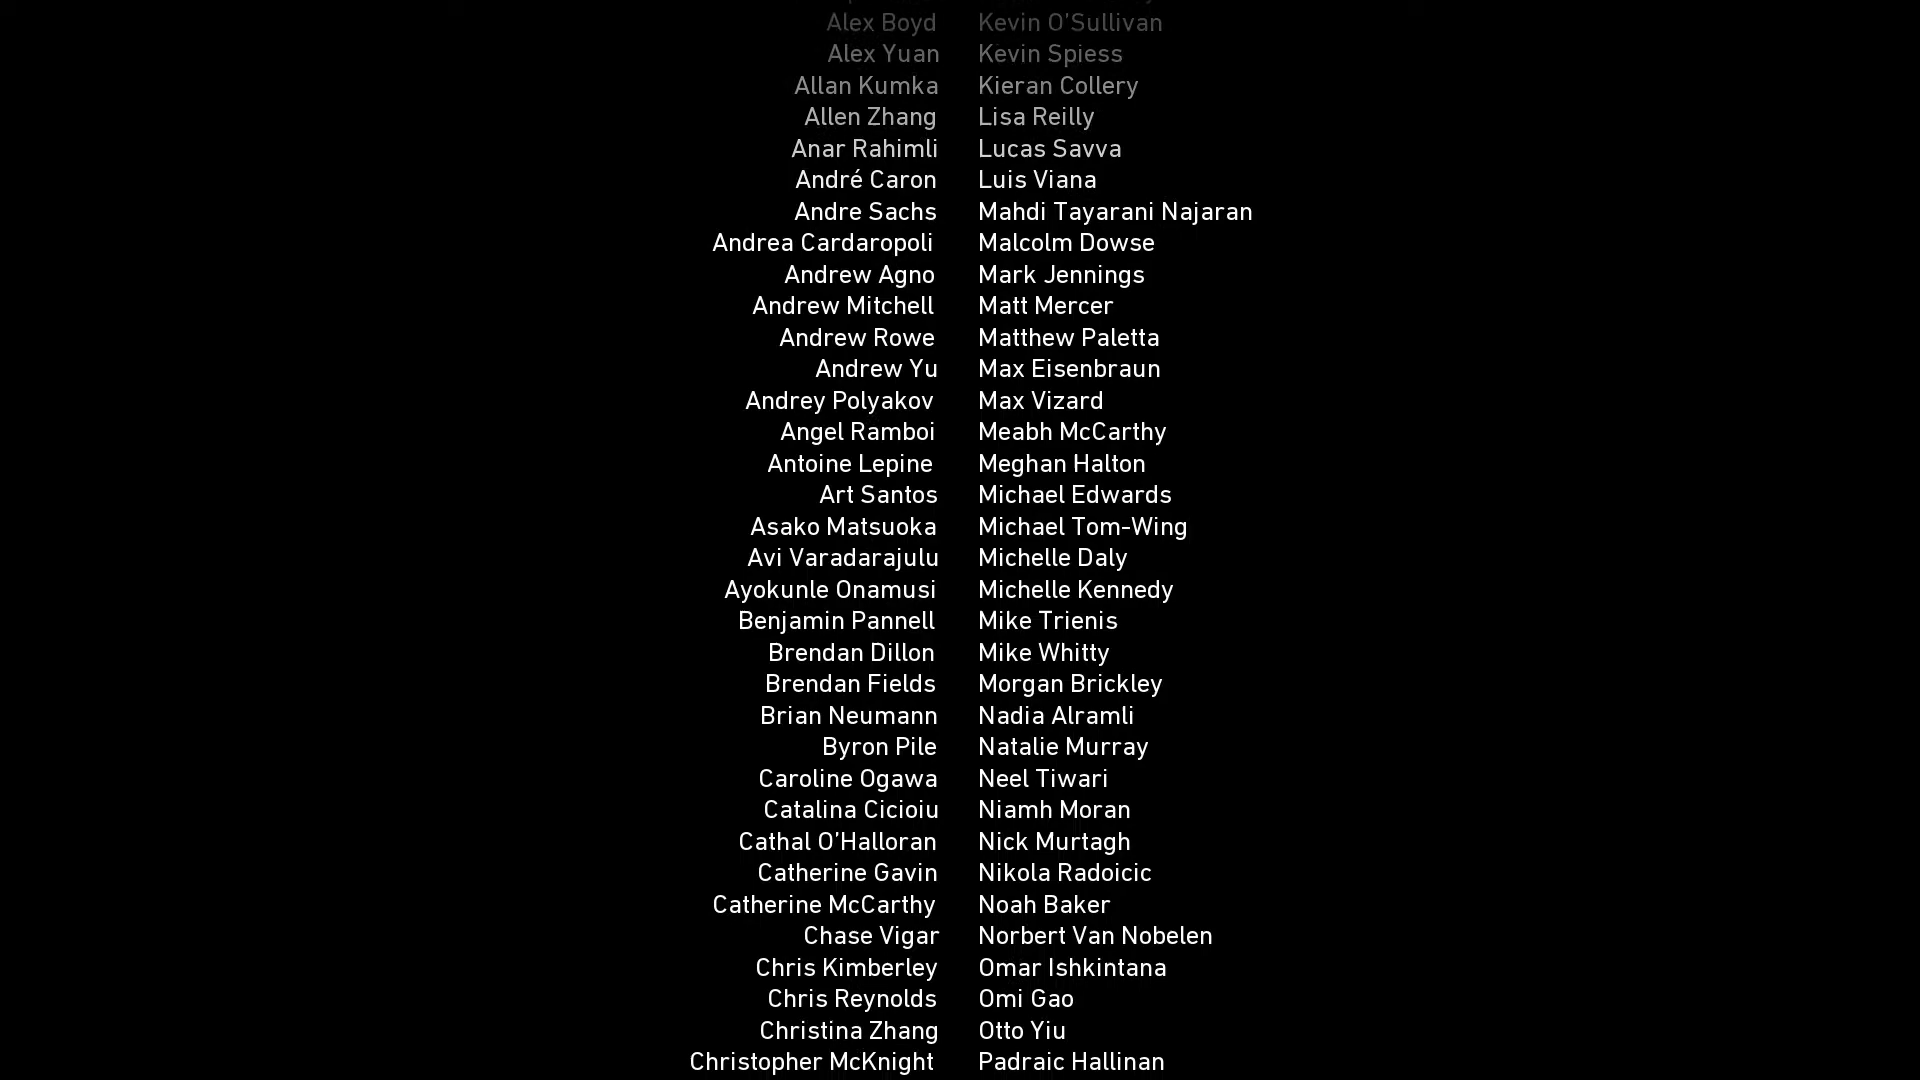 Alex Boyd Kevin O'Sullivan
Alex Yuan Kevin Spiess
Allan Kumka Kieran Collery
Allen Zhang Lisa Reilly
Anar Rahimli Lucas Savva
André Caron Luis Viana
Andre Sachs Mahdi Tayarani Najaran
Andrea Cardaropoli Malcolm Dowse
Andrew Agno Mark Jennings
Andrew Mitchell Matt Mercer
Andrew Rowe Matthew Paletta
Andrew Yu Max Eisenbraun
Andrey Polyakov Max Vizard
Angel Ramboi Meabh McCarthy
Antoine Lepine Meghan Halton
Art Santos Michael Edwards
Asako Matsuoka Michael Tom-Wing
Avi Varadarajulu Michelle Daly
Ayokunle Onamusi Michelle Kennedy
Benjamin Pannell Mike Trienis
Brendan Dillon Mike Whitty
Brendan Fields Morgan Brickley
Brian Neumann Nadia Alramli
Byron Pile Natalie Murray
Caroline Ogawa Neel Tiwari
Catalina Cicioiu Niamh Moran
Cathal O'Halloran Nick Murtagh
Catherine Gavin Nikola Radoicic
Catherine McCarthy Noah Baker
Chase Vigar Norbert Van Nobelen
Chris Kimberley Omar Ishkintana
Chris Reynolds Omi Gao
Christina Zhang Otto Yiu
Christopher McKnight Padraic Hallinan